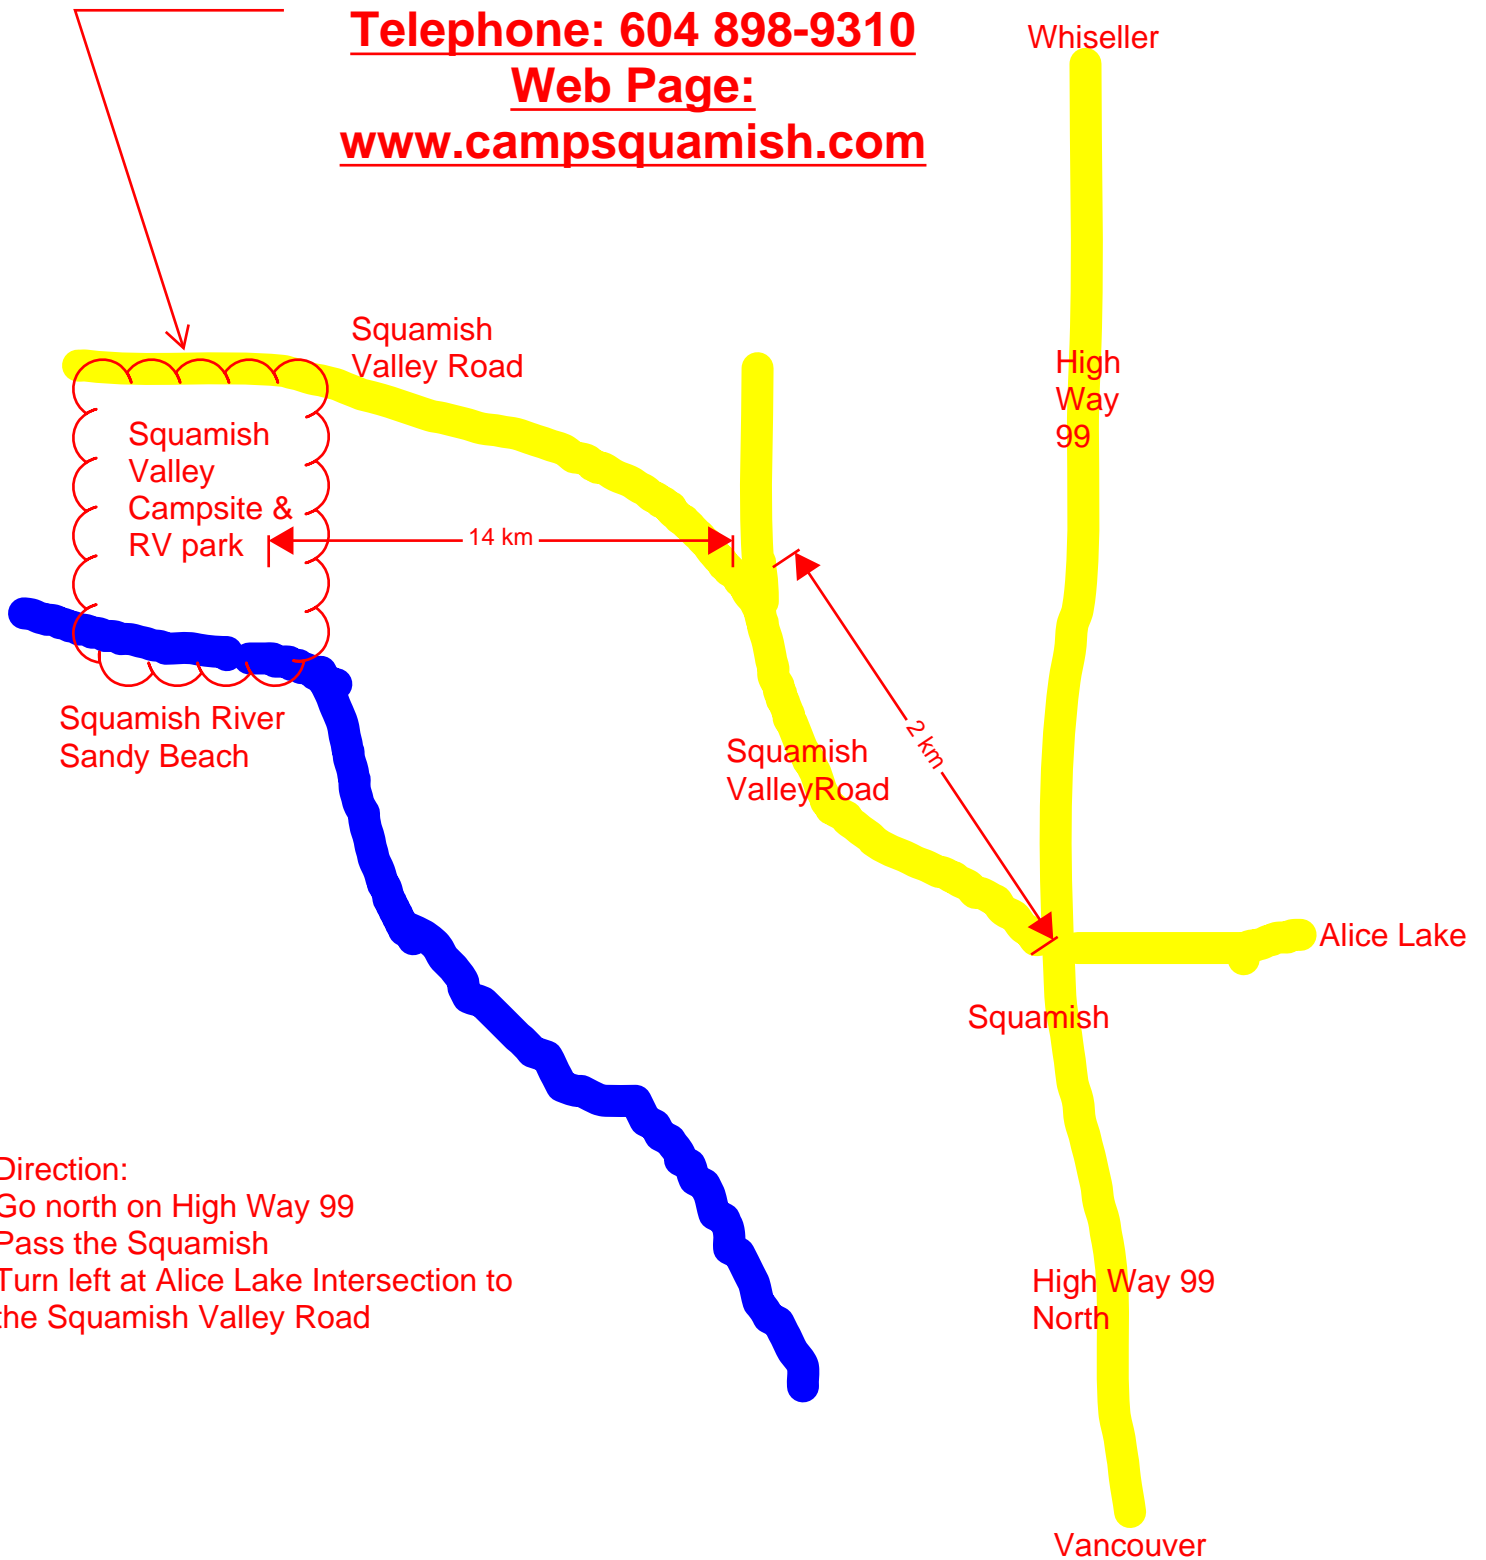 Telephone: 604 898-9310
Web Page:
www.campsquamish.com
Whiseller
Squamish
Valley Road
High
Way
99
Squamish
Valley
Campsite &
RV park
14 km
Squamish River
Sandy Beach
2 km
Squamish
ValleyRoad
Alice Lake
Squamish
Direction:
Go north on High Way 99
Pass the Squamish
Turn left at Alice Lake Intersection to
the Squamish Valley Road
High Way 99
North
Vancouver